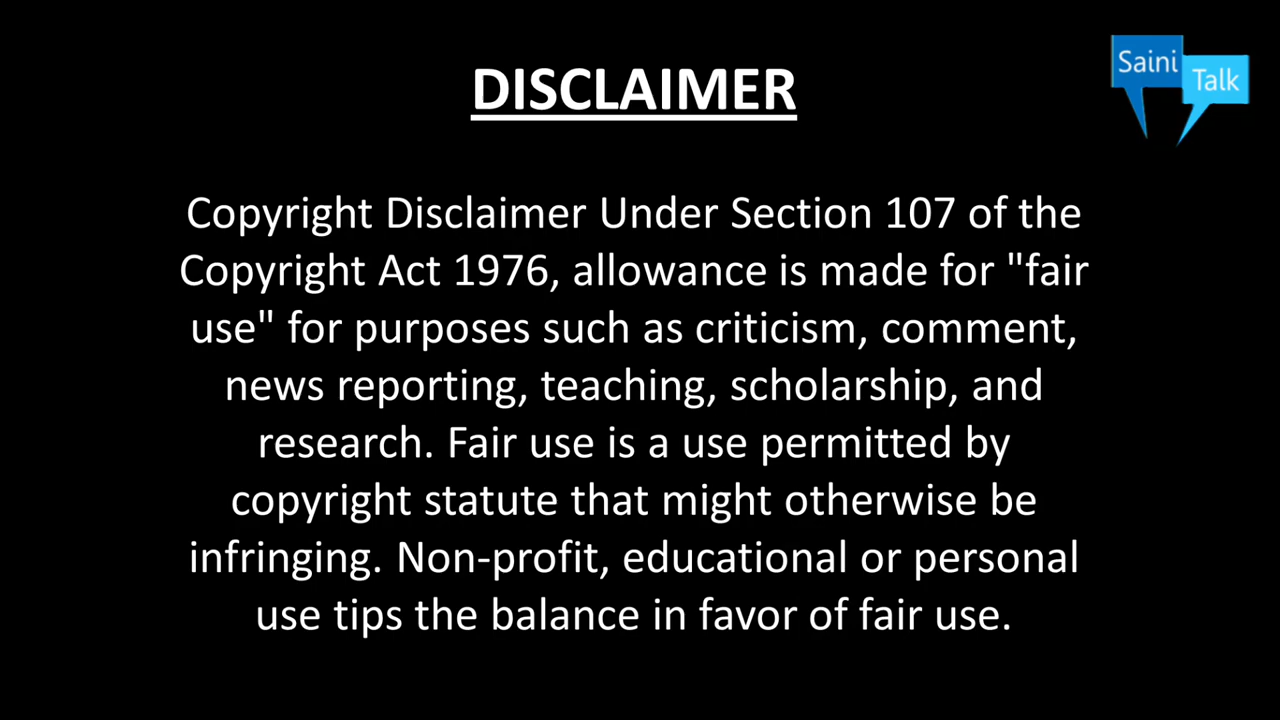 DISCLAIMER
Saini
Talk
Copyright Disclaimer Under Section 107 of the
Copyright Act 1976, allowance is made for "fair
use" for purposes such as criticism, comment,
news reporting, teaching, scholarship, and
research. Fair use is a use permitted by
copyright statute that might otherwise be
infringing. Non-profit, educational or personal
use tips the balance in favor of fair use.